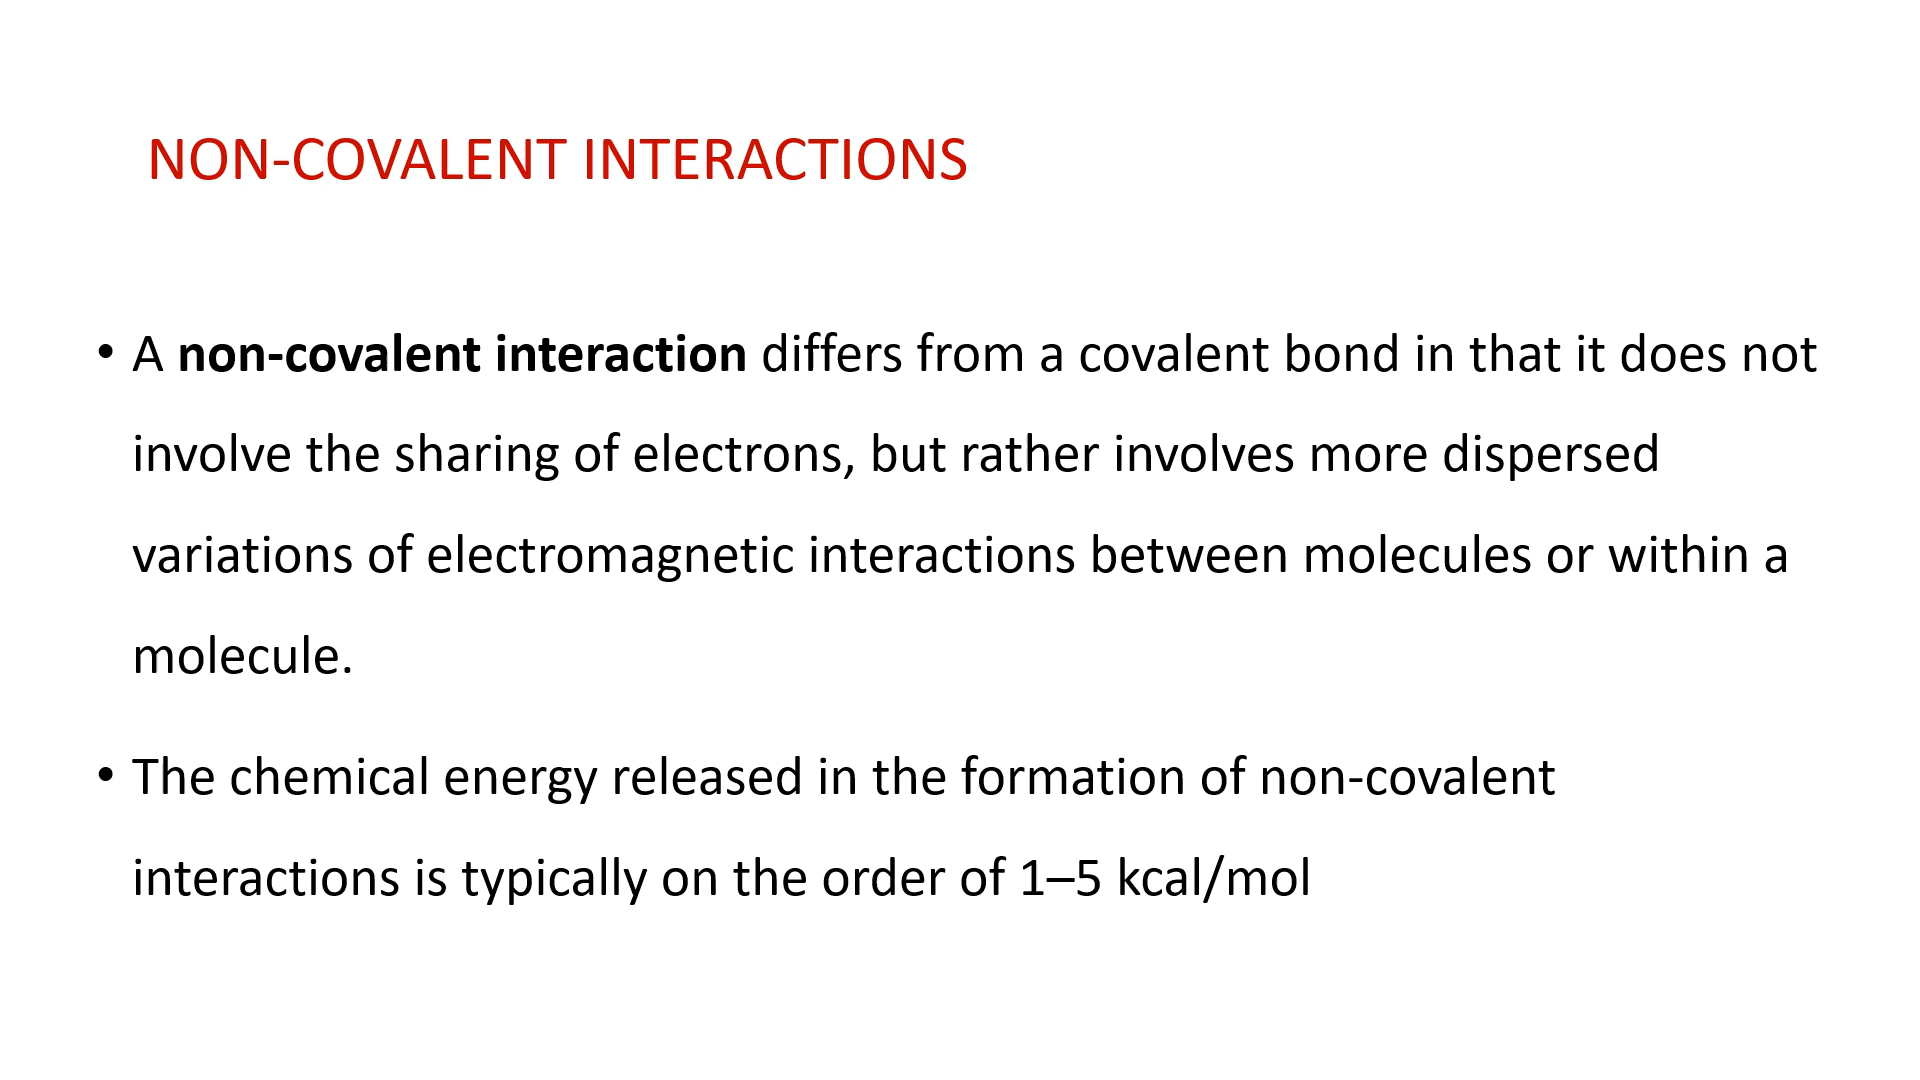 NON-COVALENT INTERACTIONS
• A non-covalent interaction differs from a covalent bond in that it does not
involve the sharing of electrons, but rather involves more dispersed
variations of electromagnetic interactions between molecules or within a
molecule.
• The chemical energy released in the formation of non-covalent
interactions is typically on the order of 1–5 kcal/mol